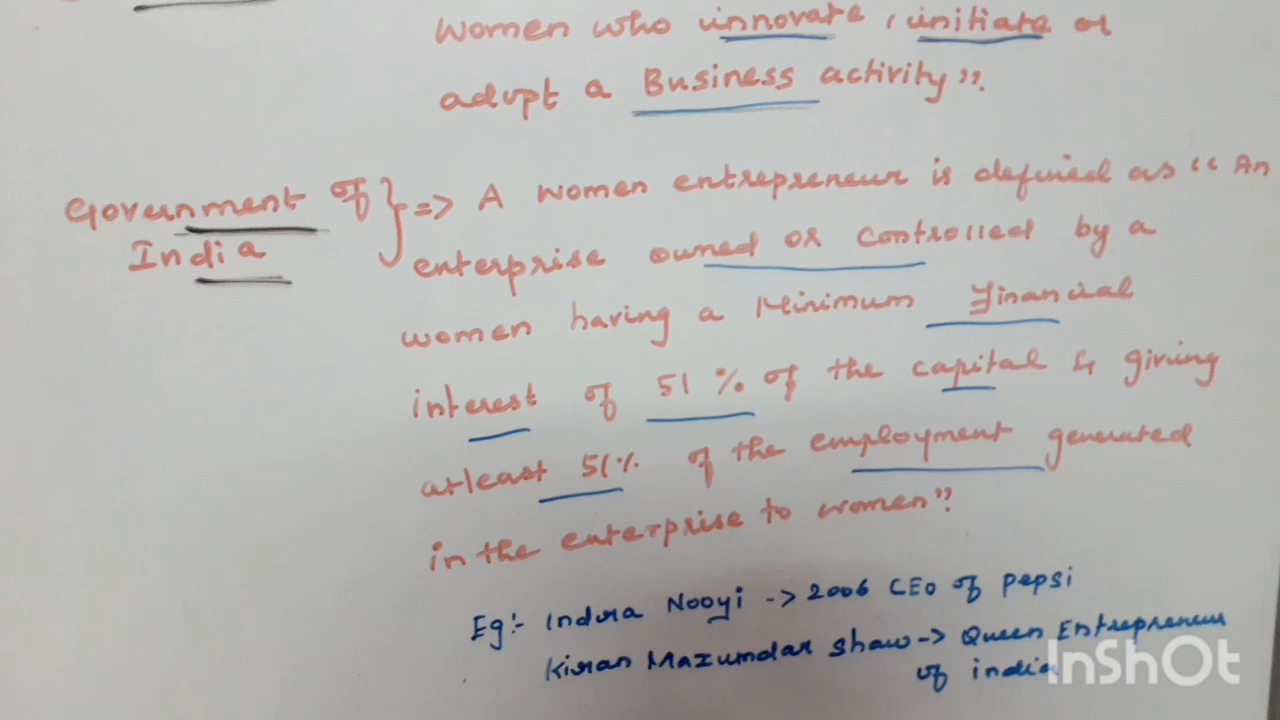 Women who innovate, initiate or
adopt a Business activity”.
Government of } => A women entrepreneur is defined as “ An
India
enterprise owned or controlled by a
women having a Minimum Financial
interest of 51 % of the capital & giving
atleast 51% of the employment generated
in the enterprise to women”.
Eg:- Indra Nooyi -> 2006 CEO of pepsi
Kiran Mazumdar Shaw -> Queen Entrepreneur
of india
InShOt